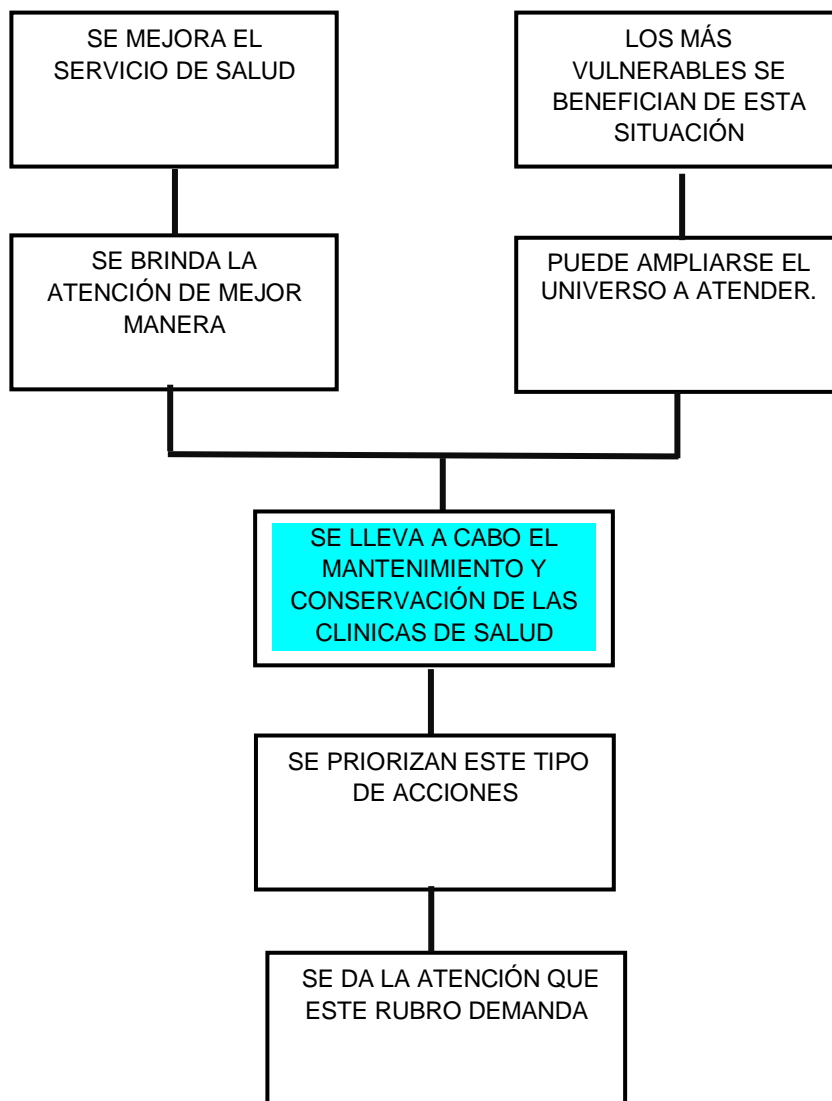 SE MEJORA EL
SERVICIO DE SALUD
LOS MÁS
VULNERABLES SE
BENEFICIAN DE ESTA
SITUACIÓN
SE BRINDA LA
ATENCIÓN DE MEJOR
MANERA
PUEDE AMPLIARSE EL
UNIVERSO A ATENDER.
SE LLEVA A CABO EL
MANTENIMIENTO Y
CONSERVACIÓN DE LAS
CLINICAS DE SALUD
SE PRIORIZAN ESTE TIPO
DE ACCIONES
SE DA LA ATENCIÓN QUE
ESTE RUBRO DEMANDA